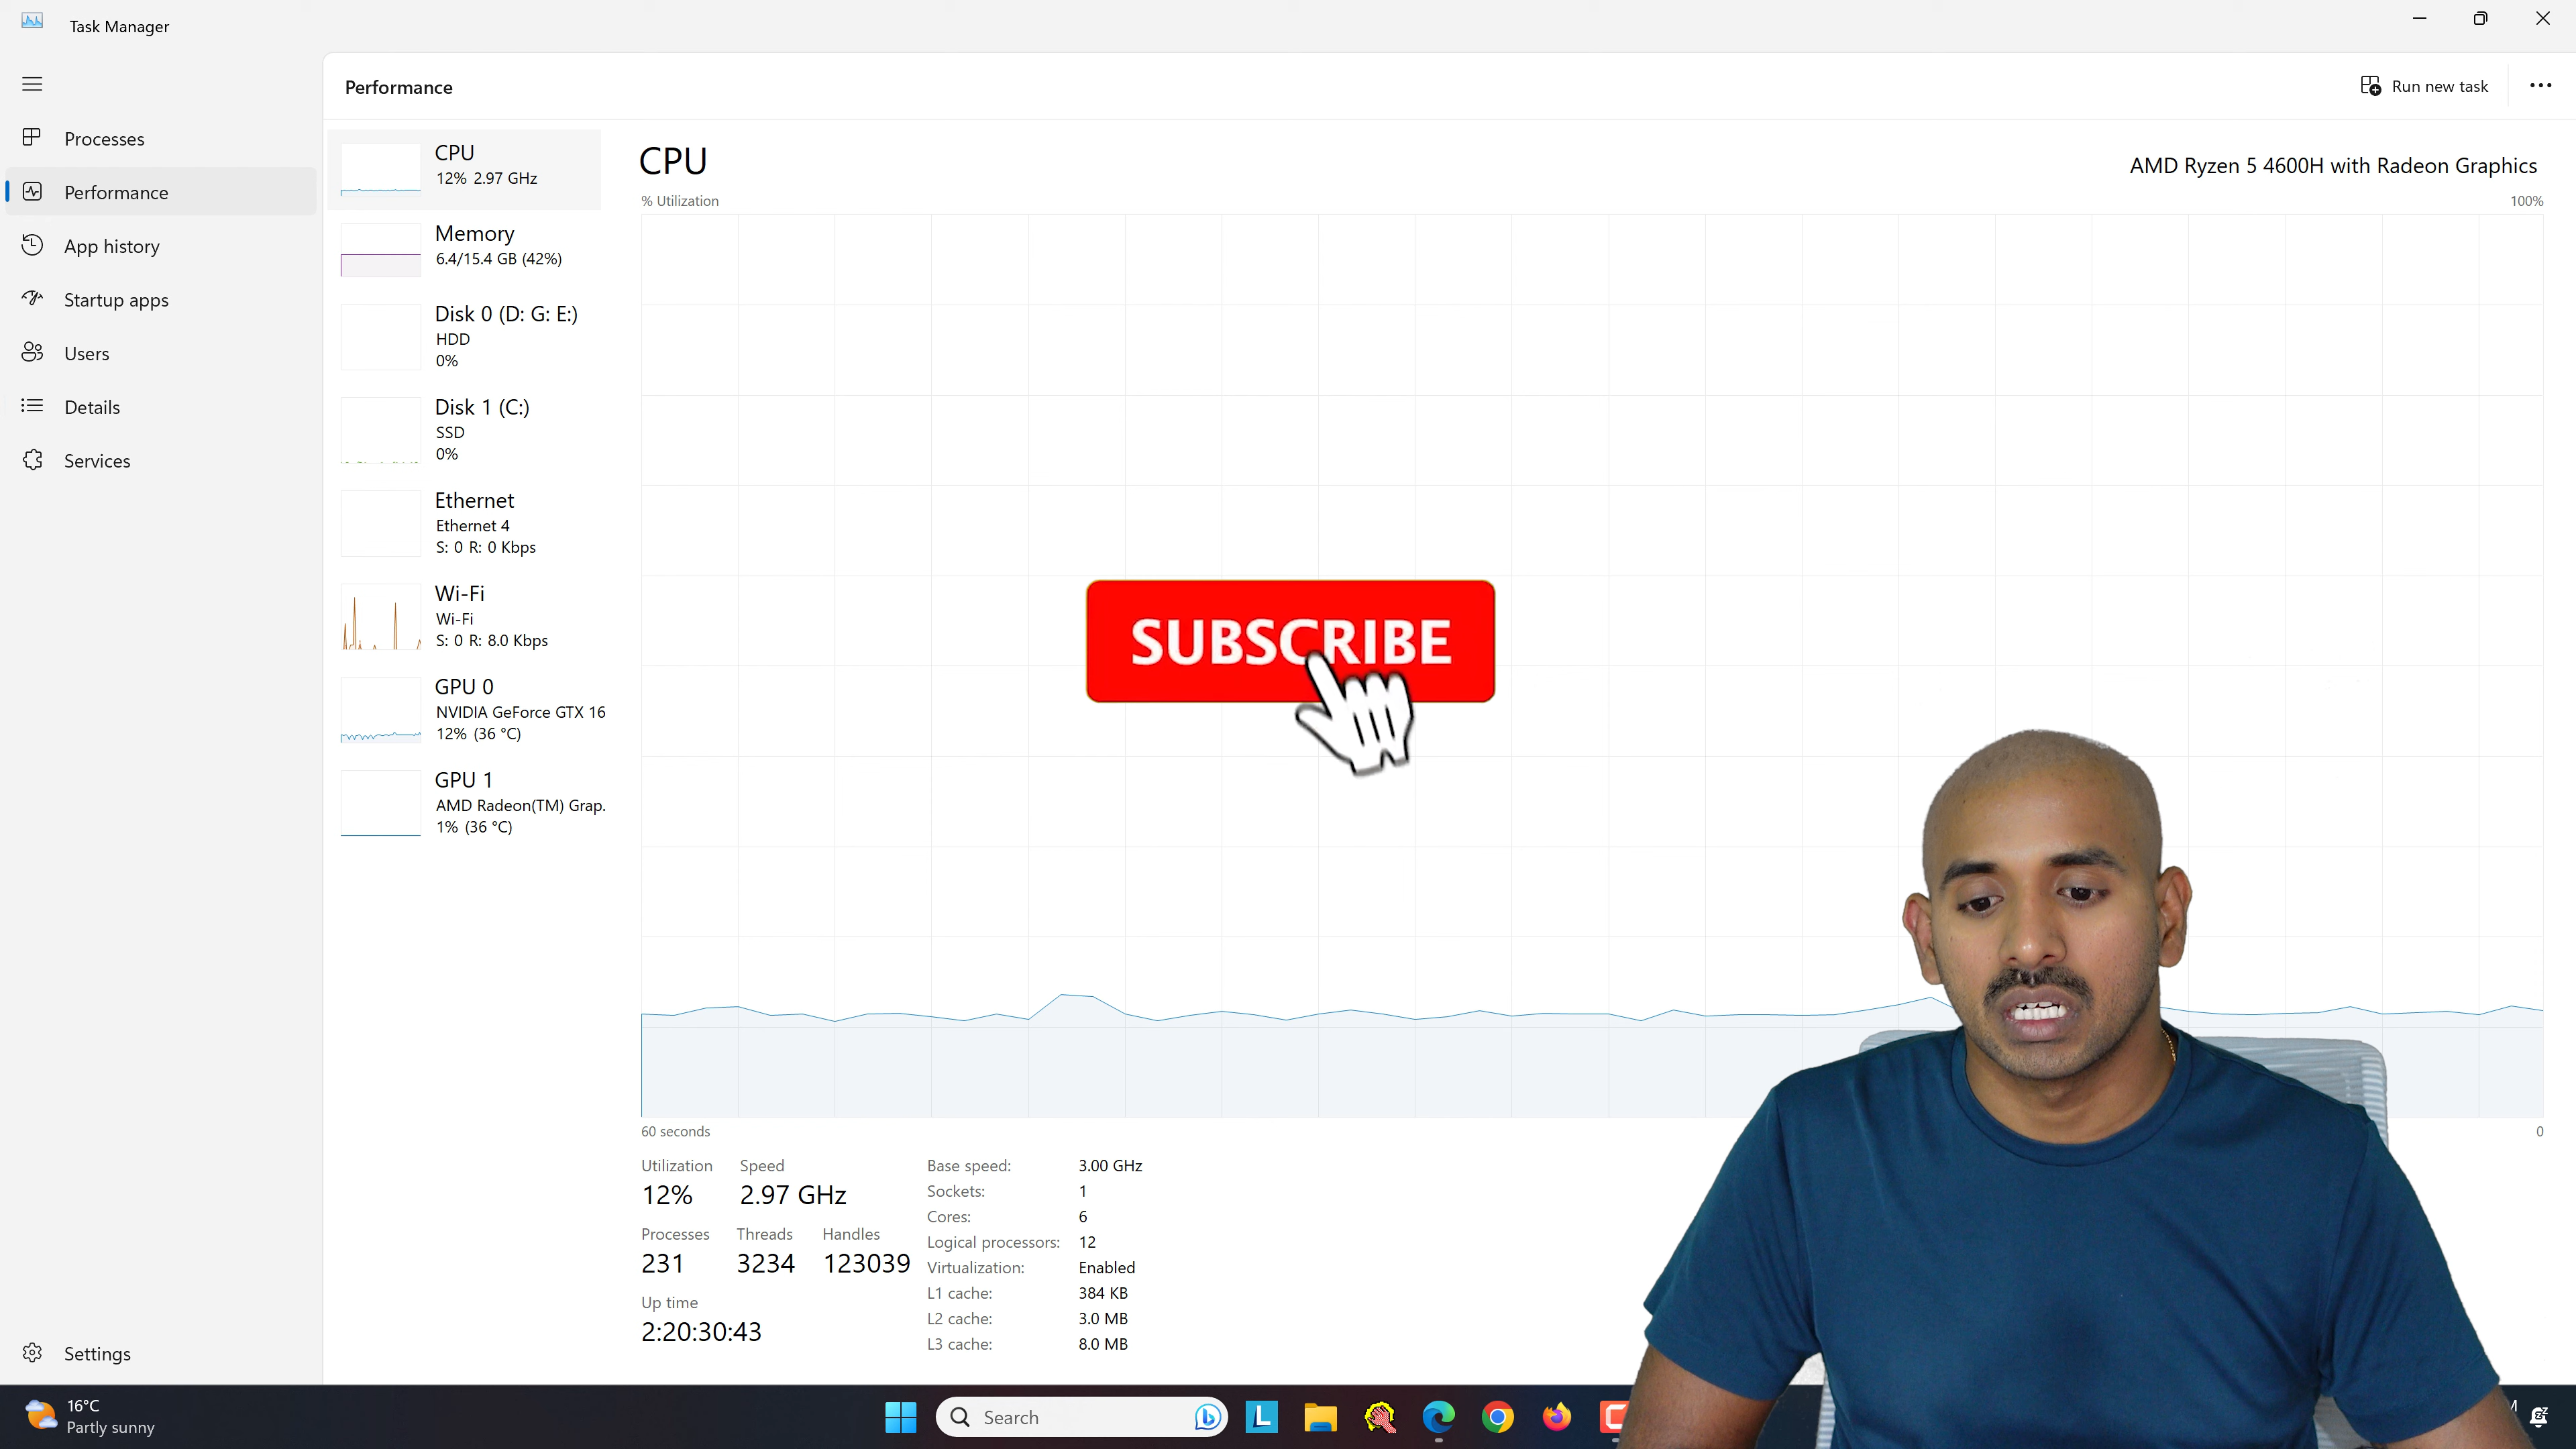 Task Manager
Performance
Run new task
Processes
Performance
App history
Startup apps
Users
Details
Services
Settings
CPU
12% 2.97 GHz
Memory
6.4/15.4 GB (42%)
Disk 0 (D: G: E:)
HDD
0%
Disk 1 (C:)
SSD
0%
Ethernet
Ethernet 4
S: 0 R: 0 Kbps
Wi-Fi
Wi-Fi
S: 0 R: 8.0 Kbps
GPU 0
NVIDIA GeForce GTX 16
12% (36 °C)
GPU 1
AMD Radeon(TM) Grap.
1% (36 °C)
CPU
AMD Ryzen 5 4600H with Radeon Graphics
% Utilization
100%
SUBSCRIBE
60 seconds
0
Utilization
12%
Speed
2.97 GHz
Processes
231
Threads
3234
Handles
123039
Up time
2:20:30:43
Base speed: 3.00 GHz
Sockets: 1
Cores: 6
Logical processors: 12
Virtualization: Enabled
L1 cache: 384 KB
L2 cache: 3.0 MB
L3 cache: 8.0 MB
16°C
Partly sunny
Search
L